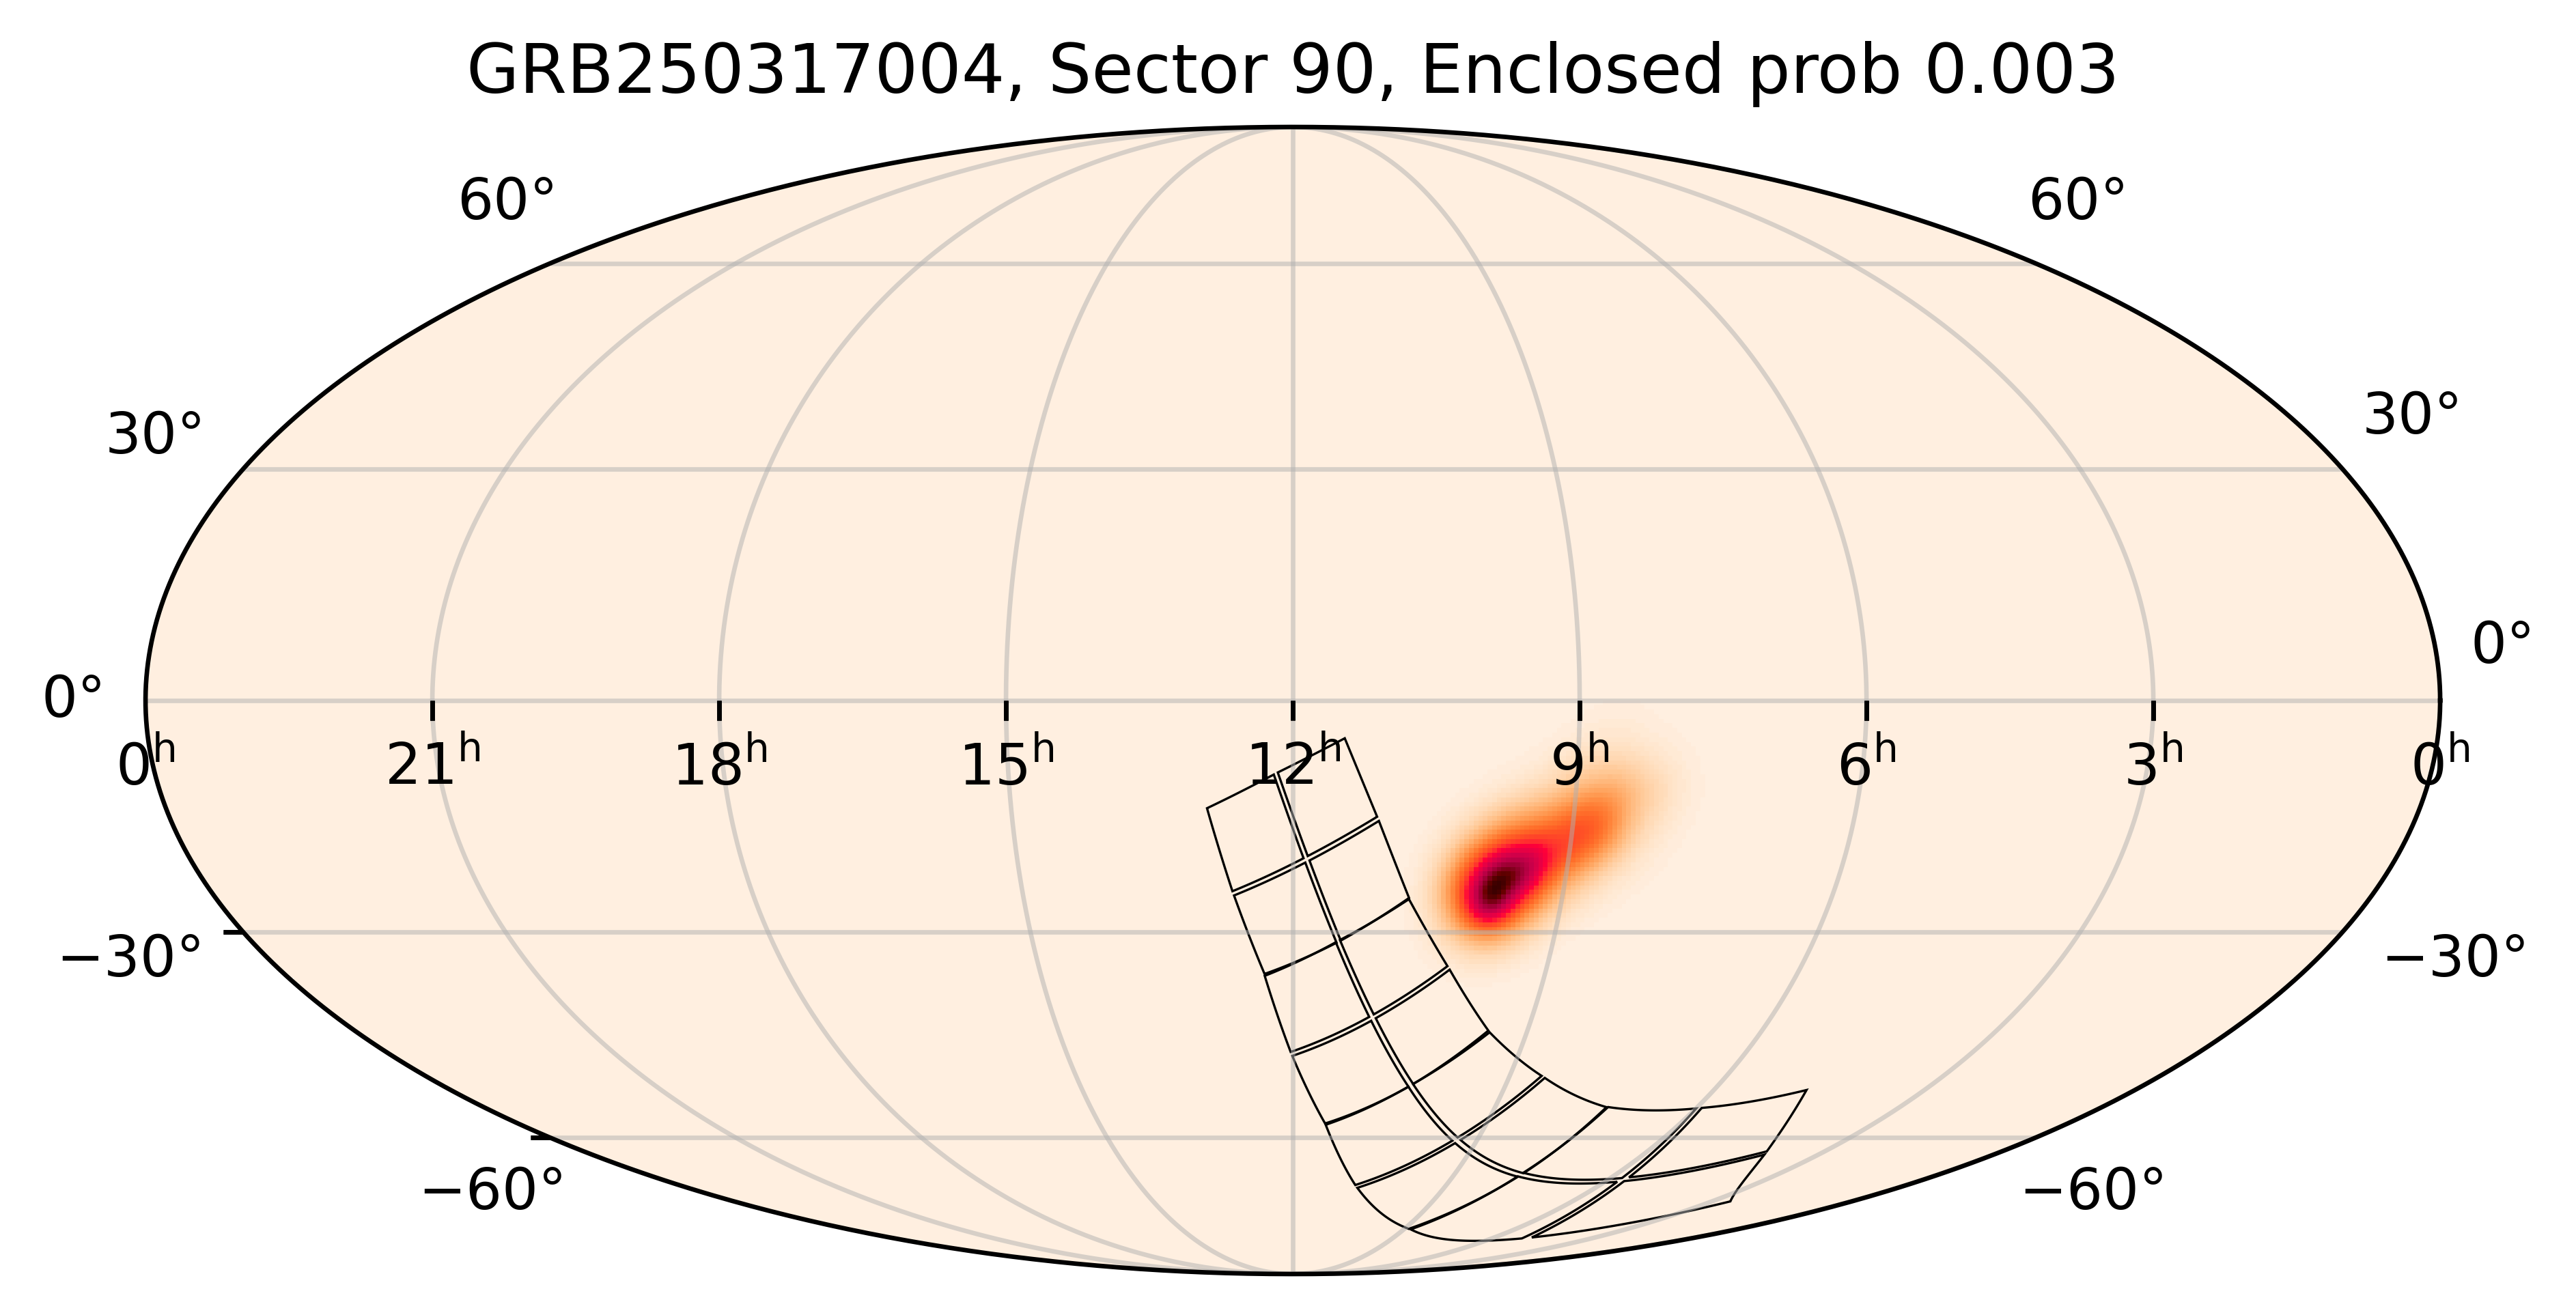 GRB250317004, Sector 90, Enclosed prob 0.003
60° 60°
30° 30°
0° 0°
0h 21h 18h 15h 12h 9h 6h 3h 0h
−30° −30°
−60° −60°